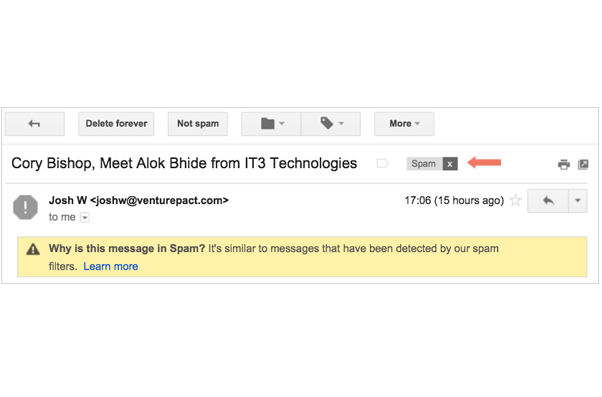 Delete forever Not spam More
Cory Bishop, Meet Alok Bhide from IT3 Technologies Spam x
Josh W <joshw@venturepact.com> 17:06 (15 hours ago)
to me
Why is this message in Spam? It's similar to messages that have been detected by our spam
filters. Learn more